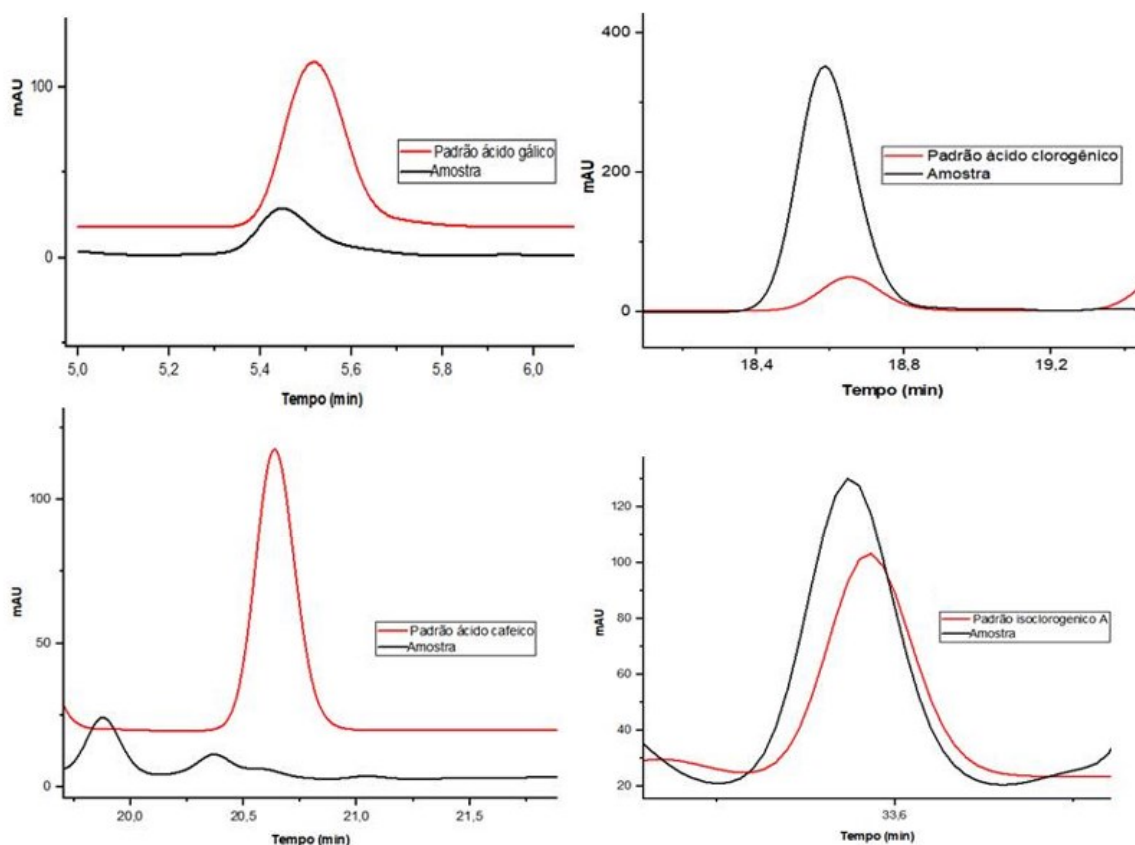 mAU
100
0
Padrão ácido gálico
Amostra
5,0
5,2
5,4
5,6
5,8
6,0
Tempo (min)
mAU
400
200
0
Padrão ácido clorogênico
Amostra
18,4
18,8
19,2
Tempo (min)
mAU
100
50
0
Padrão ácido cafeico
Amostra
20,0
20,5
21,0
21,5
Tempo (min)
mAU
120
100
80
60
40
20
Padrão isoclorogenico A
Amostra
33,6
Tempo (min)